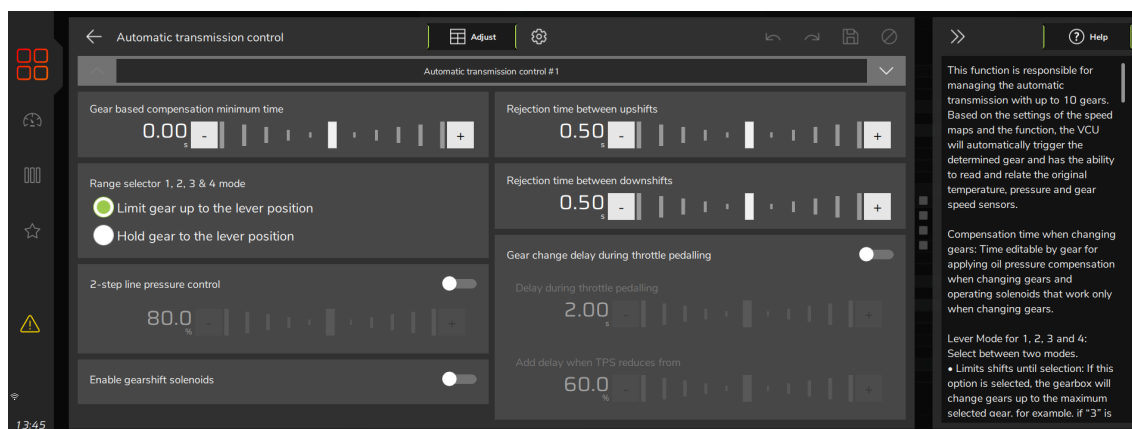 Automatic transmission control
Adjust
Help
Automatic transmission control #1
Gear based compensation minimum time
0.00
s
-
+
Range selector 1, 2, 3 & 4 mode
Limit gear up to the lever position
Hold gear to the lever position
2-step line pressure control
80.0
%
-
+
Enable gearshift solenoids
Rejection time between upshifts
0.50
s
-
+
Rejection time between downshifts
0.50
s
-
+
Gear change delay during throttle pedalling
Delay during throttle pedalling
2.00
s
-
+
Add delay when TPS reduces from
60.0
%
-
+
This function is responsible for
managing the automatic
transmission with up to 10 gears.
Based on the settings of the speed
maps and the function, the VCU
will automatically trigger the
determined gear and has the ability
to read and relate the original
temperature, pressure and gear
speed sensors.
Compensation time when changing
gears: Time editable by gear for
applying oil pressure compensation
when changing gears and
operating solenoids that work only
when changing gears.
Lever Mode for 1, 2, 3 and 4:
Select between two modes.
• Limits shifts until selection: If this
option is selected, the gearbox will
change gears up to the maximum
selected gear, for example, if "3" is
13:45